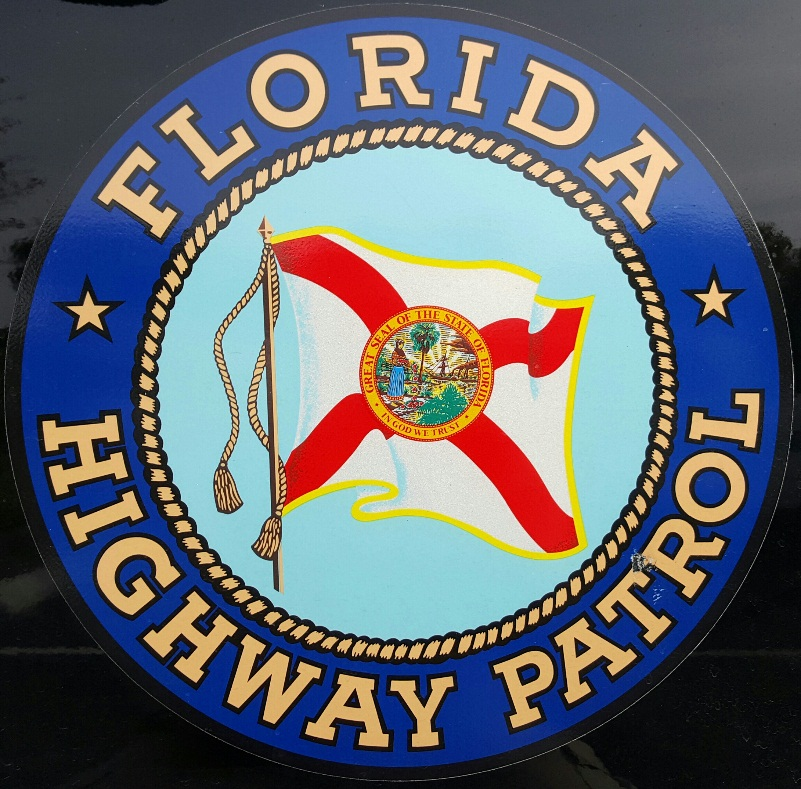 FLORIDA
HIGHWAY PATROL
GREAT SEAL OF THE STATE OF FLORIDA
IN GOD WE TRUST